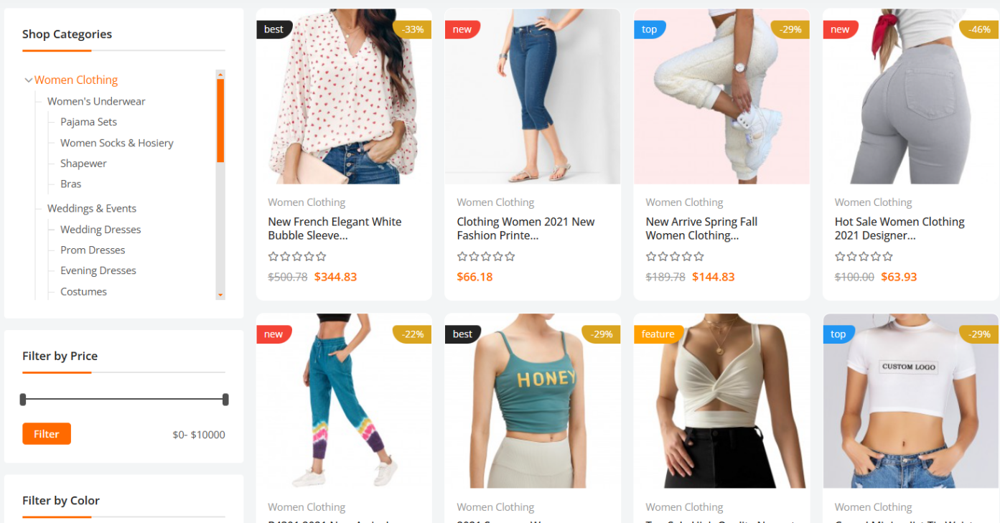 Shop Categories
Women Clothing
Women's Underwear
Pajama Sets
Women Socks & Hosiery
Shapewer
Bras
Weddings & Events
Wedding Dresses
Prom Dresses
Evening Dresses
Costumes
Filter by Price
Filter
$0- $10000
Filter by Color
best
-33%
Women Clothing
New French Elegant White
Bubble Sleeve...
$500.78 $344.83
new
Women Clothing
Clothing Women 2021 New
Fashion Printe...
$66.18
top
-29%
Women Clothing
New Arrive Spring Fall
Women Clothing...
$189.78 $144.83
new
-46%
Women Clothing
Hot Sale Women Clothing
2021 Designer...
$100.00 $63.93
new
-22%
Women Clothing
best
-29%
HONEY
Women Clothing
feature
Women Clothing
top
-29%
CUSTOM LOGO
Women Clothing